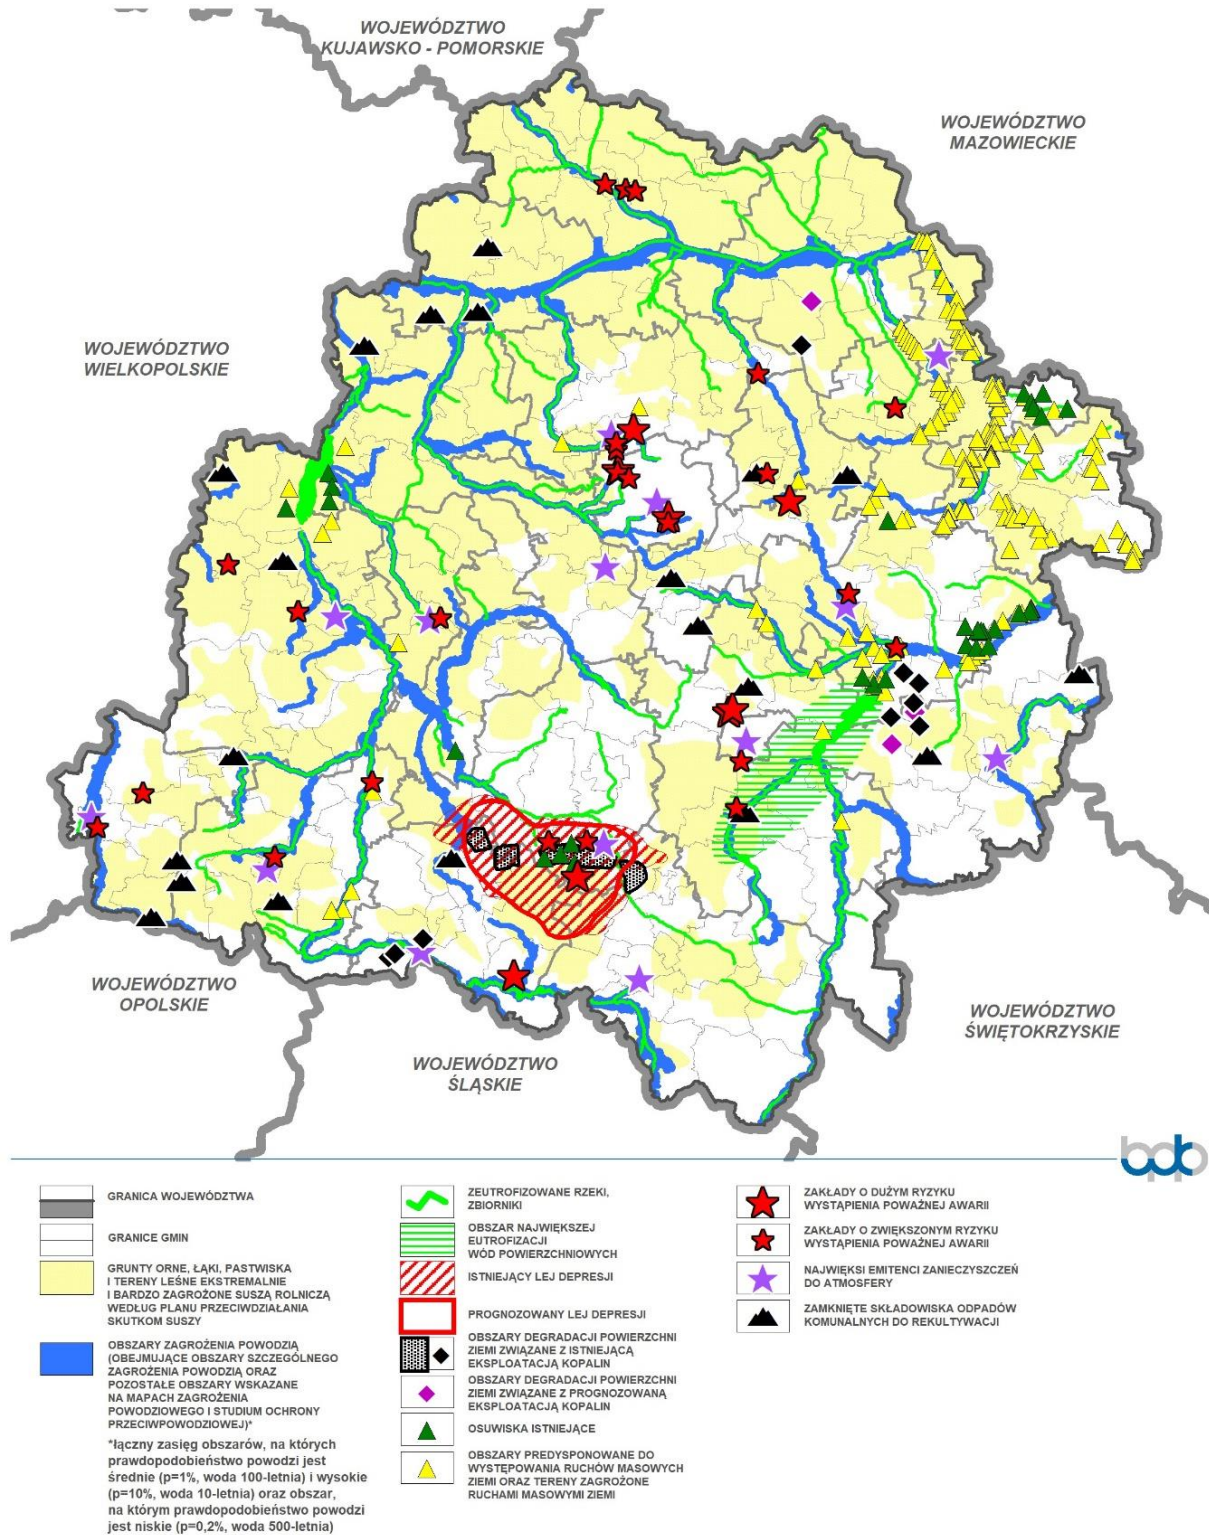 WOJEWÓDZTWO
KUJAWSKO - POMORSKIE
WOJEWÓDZTWO
MAZOWIECKIE
WOJEWÓDZTWO
WIELKOPOLSKIE
WOJEWÓDZTWO
OPOLSKIE
WOJEWÓDZTWO
ŚWIĘTOKRZYSKIE
WOJEWÓDZTWO
ŚLĄSKIE
bppwł
GRANICA WOJEWÓDZTWA
GRANICE GMIN
GRUNTY ORNE, ŁĄKI, PASTWISKA
I TERENY LEŚNE EKSTREMALNIE
I BARDZO ZAGROŻONE SUSZĄ ROLNICZĄ
WEDŁUG PLANU PRZECIWDZIAŁANIA
SKUTKOM SUSZY
OBSZARY ZAGROŻENIA POWODZIĄ
(OBEJMUJĄCE OBSZARY SZCZEGÓLNEGO
ZAGROŻENIA POWODZIĄ ORAZ
POZOSTAŁE OBSZARY WSKAZANE
NA MAPACH ZAGROŻENIA
POWODZIOWEGO I STUDIUM OCHRONY
PRZECIWPOWODZIOWEJ)*
*łączny zasięg obszarów, na których
prawdopodobieństwo powodzi jest
średnie (p=1%, woda 100-letnia) i wysokie
(p=10%, woda 10-letnia) oraz obszar,
na którym prawdopodobieństwo powodzi
jest niskie (p=0,2%, woda 500-letnia)
ZEUTROFIZOWANE RZEKI,
ZBIORNIKI
OBSZAR NAJWIĘKSZEJ
EUTROFIZACJI
WÓD POWIERZCHNIOWYCH
ISTNIEJĄCY LEJ DEPRESJI
PROGNOZOWANY LEJ DEPRESJI
OBSZARY DEGRADACJI POWIERZCHNI
ZIEMI ZWIĄZANE Z ISTNIEJĄCĄ
EKSPLOATACJĄ KOPALIN
OBSZARY DEGRADACJI POWIERZCHNI
ZIEMI ZWIĄZANE Z PROGNOZOWANĄ
EKSPLOATACJĄ KOPALIN
OSUWISKA ISTNIEJĄCE
OBSZARY PREDYSPONOWANE DO
WYSTĘPOWANIA RUCHÓW MASOWYCH
ZIEMI ORAZ TERENY ZAGROŻONE
RUCHAMI MASOWYMI ZIEMI
ZAKŁADY O DUŻYM RYZYKU
WYSTĄPIENIA POWAŻNEJ AWARII
ZAKŁADY O ZWIĘKSZONYM RYZYKU
WYSTĄPIENIA POWAŻNEJ AWARII
NAJWIĘKSI EMITENCI ZANIECZYSZCZEŃ
DO ATMOSFERY
ZAMKNIĘTE SKŁADOWISKA ODPADÓW
KOMUNALNYCH DO REKULTYWACJI